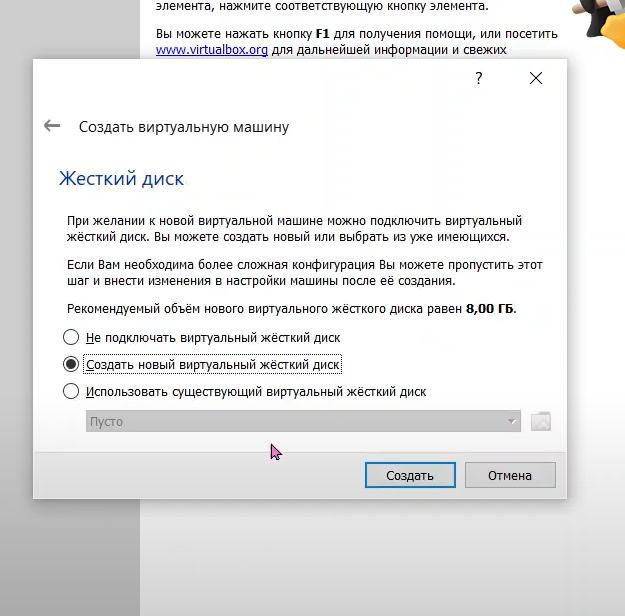 элемента, нажмите соответствующую кнопку элемента.
Вы можете нажать кнопку F1 для получения помощи, или посетить
www.virtualbox.org для дальнейшей информации и свежих
?
Создать виртуальную машину
Жесткий диск
При желании к новой виртуальной машине можно подключить виртуальный
жёсткий диск. Вы можете создать новый или выбрать из уже имеющихся.
Если Вам необходима более сложная конфигурация Вы можете пропустить этот
шаг и внести изменения в настройки машины после её создания.
Рекомендуемый объём нового виртуального жёсткого диска равен 8,00 ГБ.
Не подключать виртуальный жёсткий диск
Создать новый виртуальный жёсткий диск
Использовать существующий виртуальный жёсткий диск
Пусто
Создать
Отмена